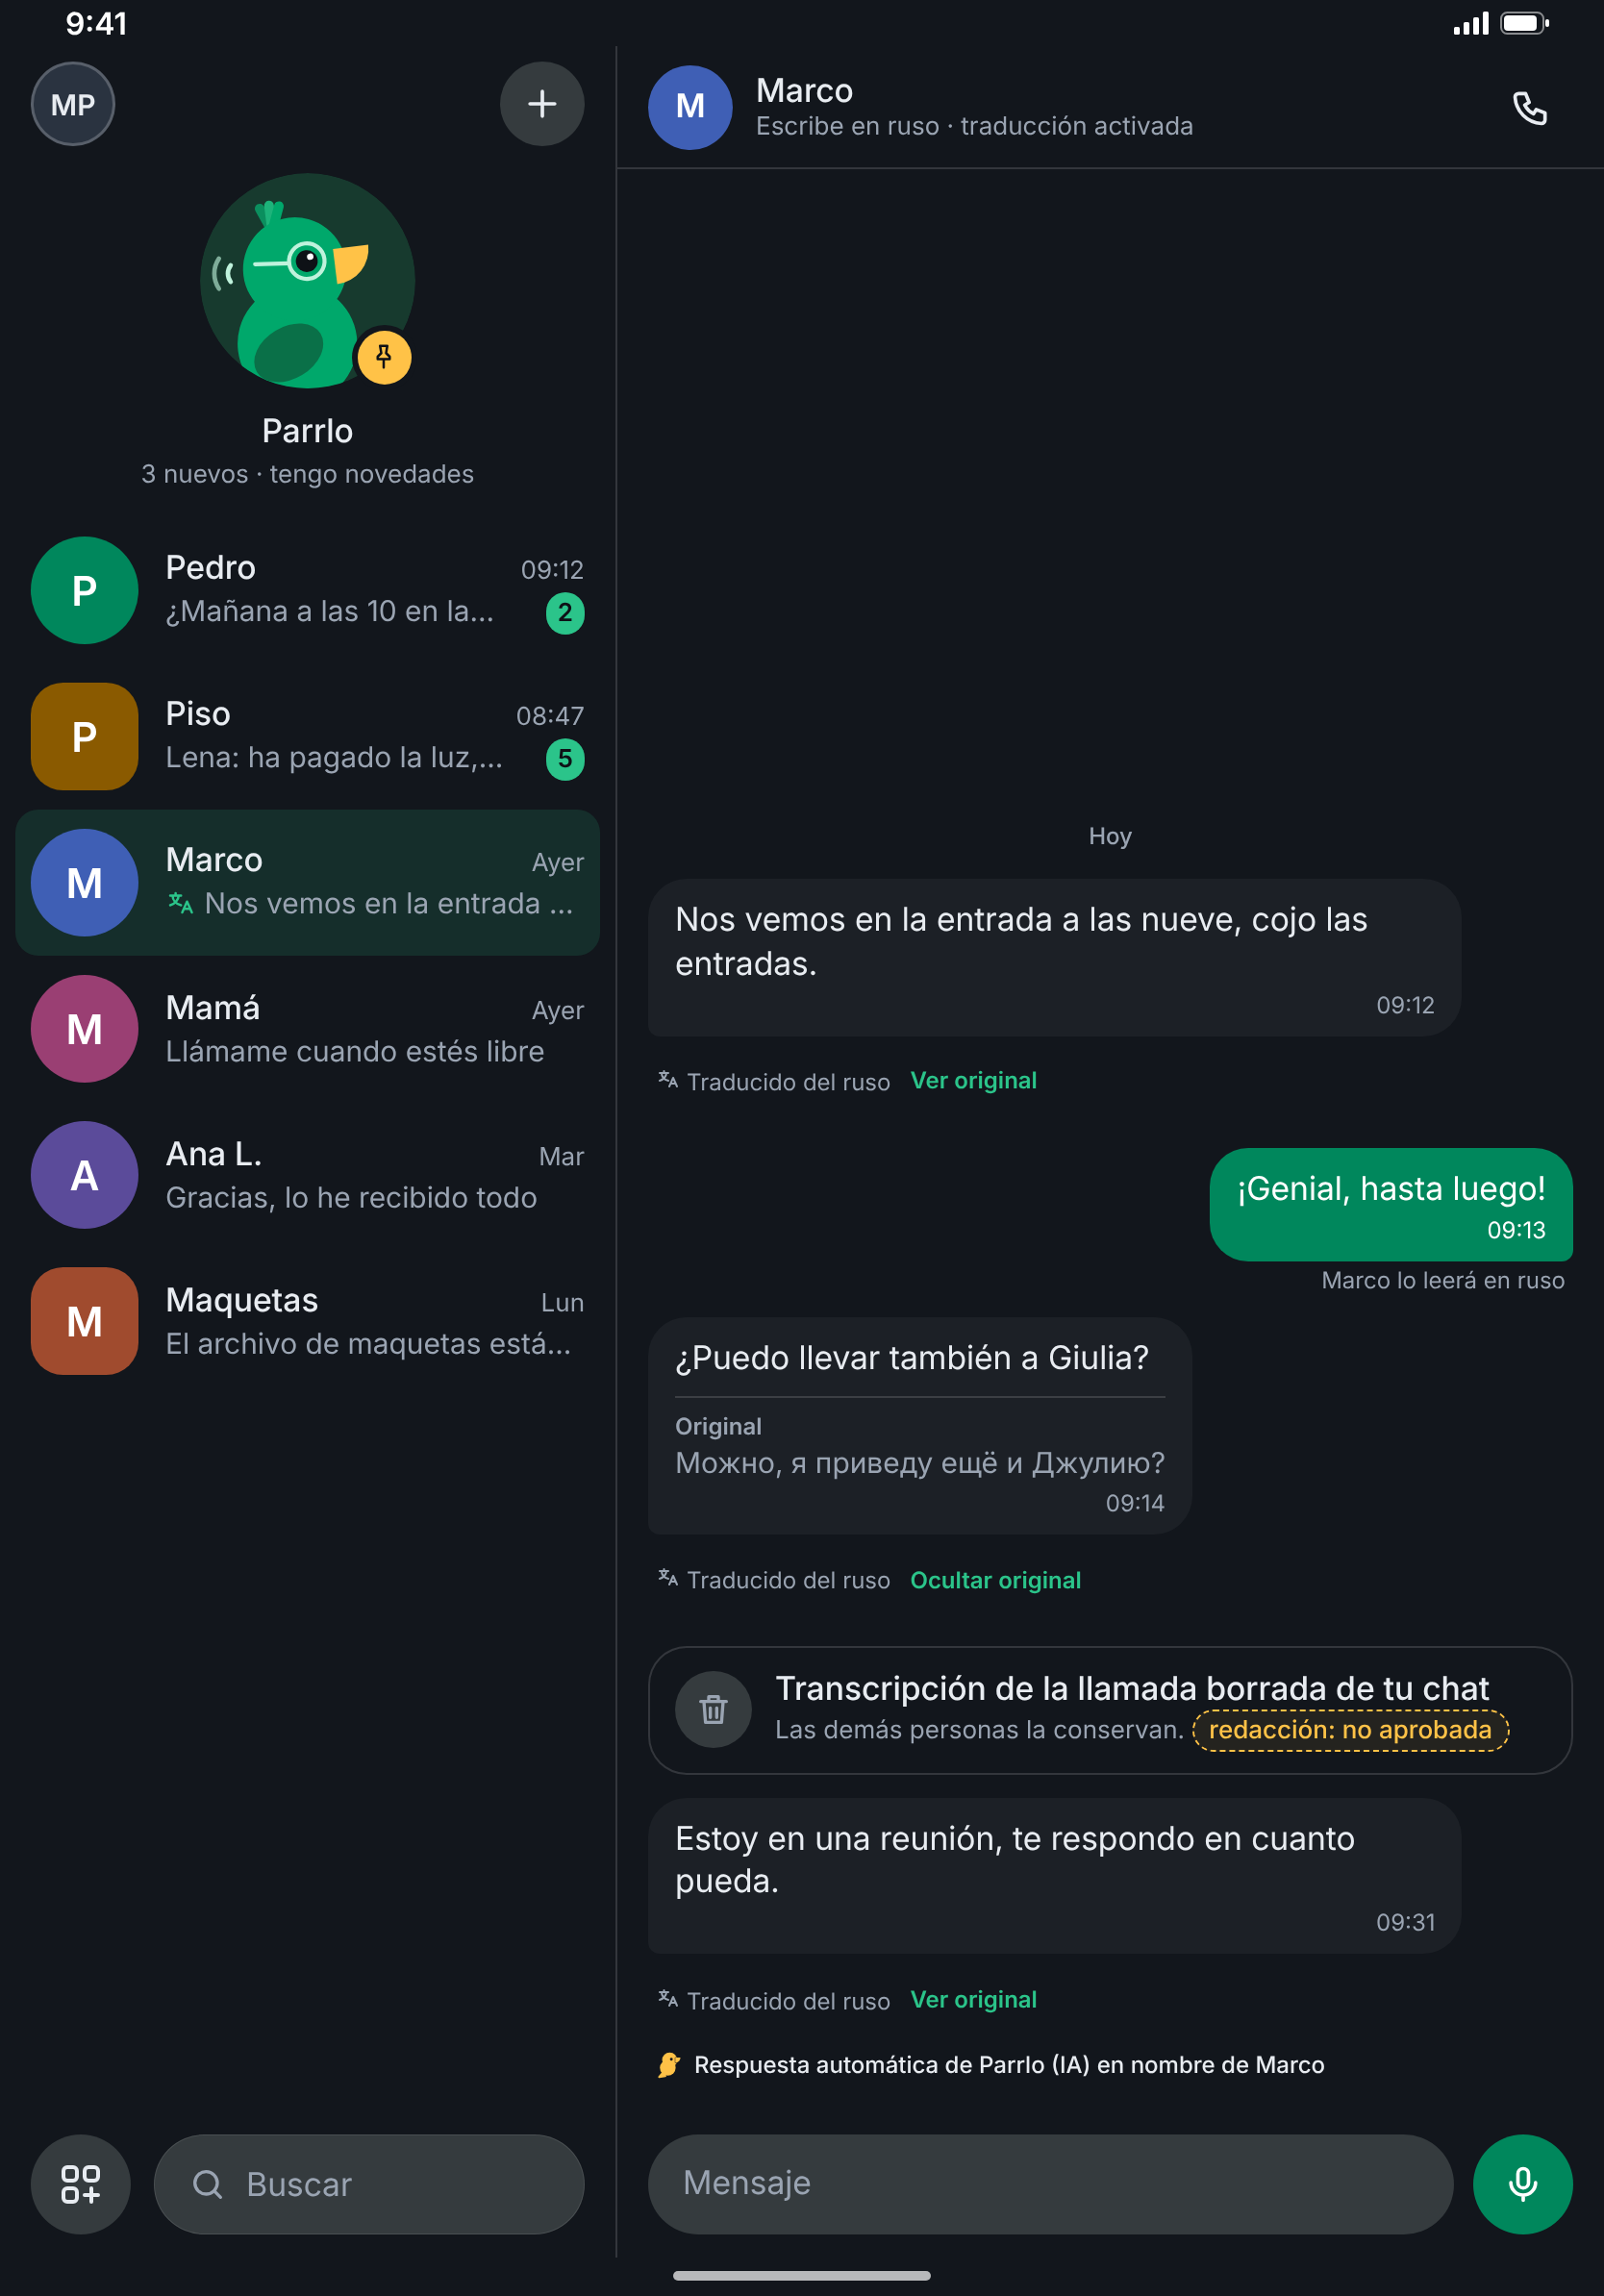 9:41
MP
Parrlo
3 nuevos · tengo novedades
P
Pedro
09:12
¿Mañana a las 10 en la...
2
P
Piso
08:47
Lena: ha pagado la luz,...
5
M
Marco
Ayer
Nos vemos en la entrada ...
M
Mamá
Ayer
Llámame cuando estés libre
A
Ana L.
Mar
Gracias, lo he recibido todo
M
Maquetas
Lun
El archivo de maquetas está...
Buscar
M
Marco
Escribe en ruso · traducción activada
Hoy
Nos vemos en la entrada a las nueve, cojo las
entradas.
09:12
Traducido del ruso Ver original
¡Genial, hasta luego!
09:13
Marco lo leerá en ruso
¿Puedo llevar también a Giulia?
Original
Можно, я приведу ещё и Джулию?
09:14
Traducido del ruso Ocultar original
Transcripción de la llamada borrada de tu chat
Las demás personas la conservan. redacción: no aprobada
Estoy en una reunión, te respondo en cuanto
pueda.
09:31
Traducido del ruso Ver original
Respuesta automática de Parrlo (IA) en nombre de Marco
Mensaje